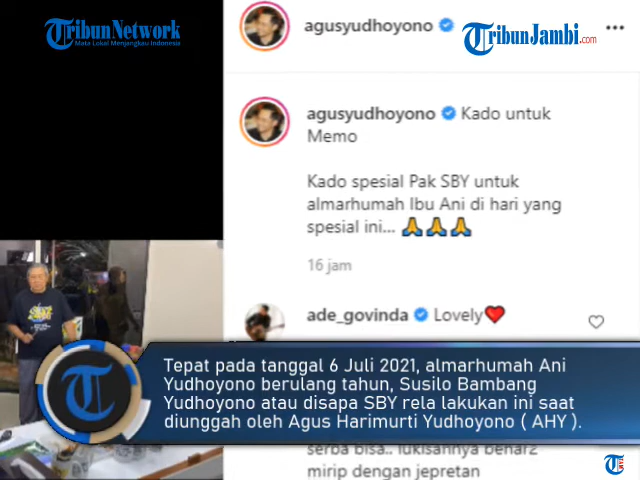 TribunNetwork
Mata Lokal Menjangkau Indonesia
agusyudhoyono
TribunJambi.com
agusyudhoyono Kado untuk
Memo
Kado spesial Pak SBY untuk
almarhumah Ibu Ani di hari yang
spesial ini... 🙏🙏🙏
16 jam
ade_govinda Lovely❤️
Tepat pada tanggal 6 Juli 2021, almarhumah Ani
Yudhoyono berulang tahun, Susilo Bambang
Yudhoyono atau disapa SBY rela lakukan ini saat
diunggah oleh Agus Harimurti Yudhoyono ( AHY ).
serba bisa.. lukisannya benar2
mirip dengan jepretan